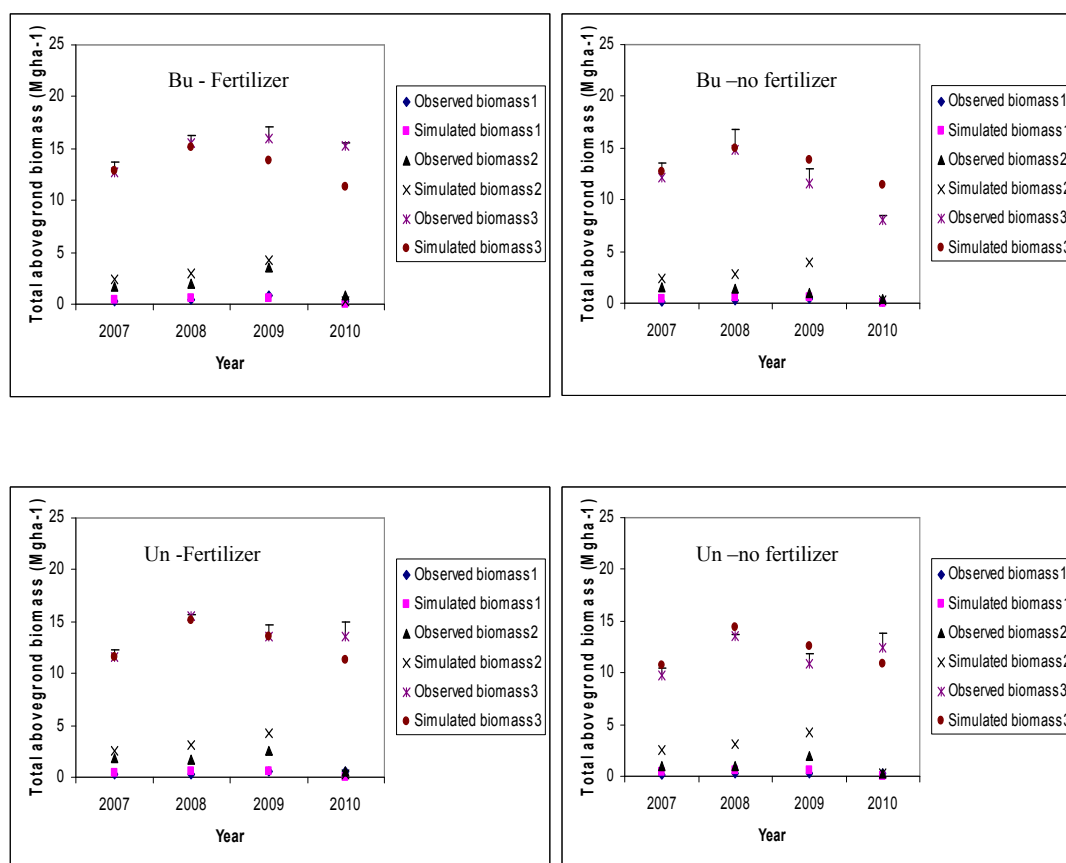 Total abovegrond biomass (Mgha-1)
25
20
15
10
5
0
Bu - Fertilizer
2007 2008 2009 2010
Year
Observed biomass1
Simulated biomass1
Observed biomass2
Simulated biomass2
Observed biomass3
Simulated biomass3
Total abovegrond biomass (Mgha-1)
25
20
15
10
5
0
Bu –no fertilizer
2007 2008 2009 2010
Year
Observed biomass1
Simulated biomass1
Observed biomass2
Simulated biomass2
Observed biomass3
Simulated biomass3
Total abovegrond biomass (Mgha-1)
25
20
15
10
5
0
Un -Fertilizer
2007 2008 2009 2010
Year
Observed biomass1
Simulated biomass1
Observed biomass2
Simulated biomass2
Observed biomass3
Simulated biomass3
Total abovegrond biomass (Mgha-1)
25
20
15
10
5
0
Un –no fertilizer
2007 2008 2009 2010
Year
Observed biomass1
Simulated biomass1
Observed biomass2
Simulated biomass2
Observed biomass3
Simulated biomass3